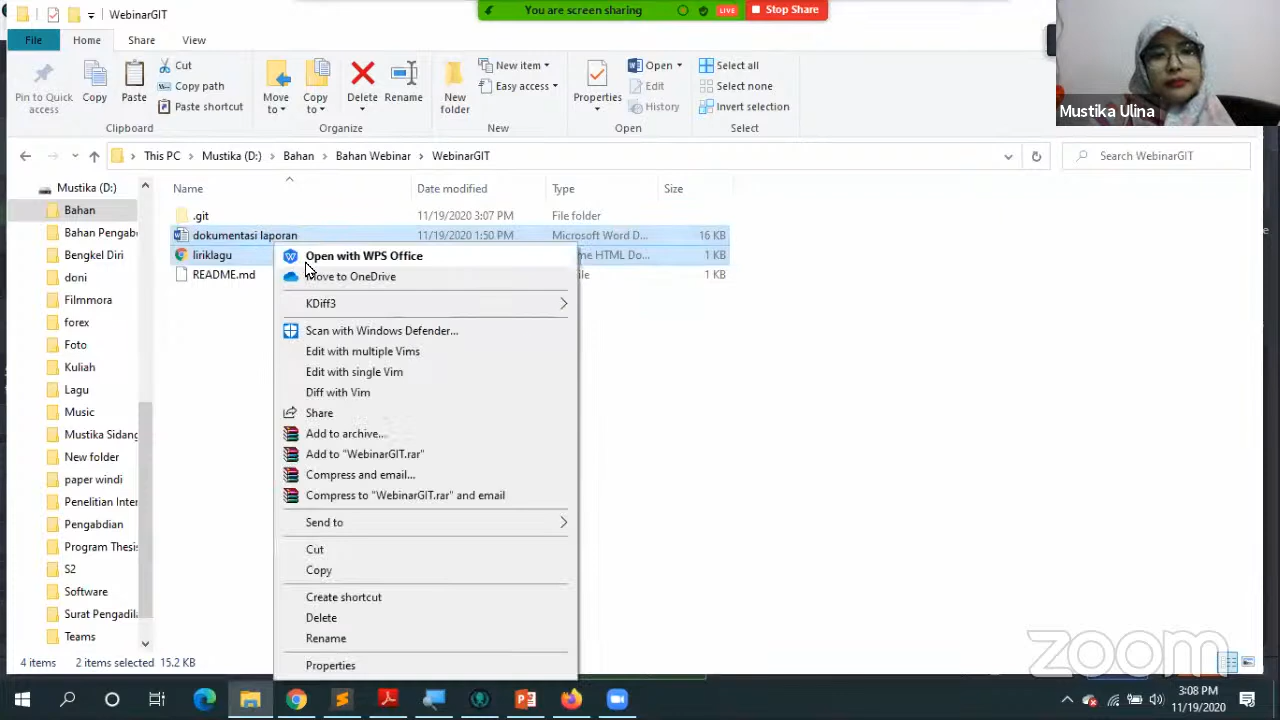 WebinarGIT
You are screen sharing
LIVE
Stop Share
File
Home
Share
View
Pin to Quick access
Copy
Paste
Cut
Copy path
Paste shortcut
Move to
Copy to
Delete
Rename
New folder
New item
Easy access
Properties
Open
Edit
History
Select all
Select none
Invert selection
Clipboard
Organize
New
Open
Select
Mustika Ulina
This PC
Mustika (D:)
Bahan
Bahan Webinar
WebinarGIT
Search WebinarGIT
Mustika (D:)
Bahan
Bahan Pengab
Bengkel Diri
doni
Filmmora
forex
Foto
Kuliah
Lagu
Music
Mustika Sidang
New folder
paper windi
Penelitian Inter
Pengabdian
Program Thesis
S2
Software
Surat Pengadila
Teams
Name
Date modified
Type
Size
.git
11/19/2020 3:07 PM
File folder
dokumentasi laporan
11/19/2020 1:50 PM
Microsoft Word D...
16 KB
liriklagu
me HTML Do...
1 KB
README.md
ile
1 KB
Open with WPS Office
Move to OneDrive
KDiff3
Scan with Windows Defender...
Edit with multiple Vims
Edit with single Vim
Diff with Vim
Share
Add to archive...
Add to "WebinarGIT.rar"
Compress and email...
Compress to "WebinarGIT.rar" and email
Send to
Cut
Copy
Create shortcut
Delete
Rename
Properties
4 items
2 items selected
15.2 KB
zoom
3:08 PM
11/19/2020